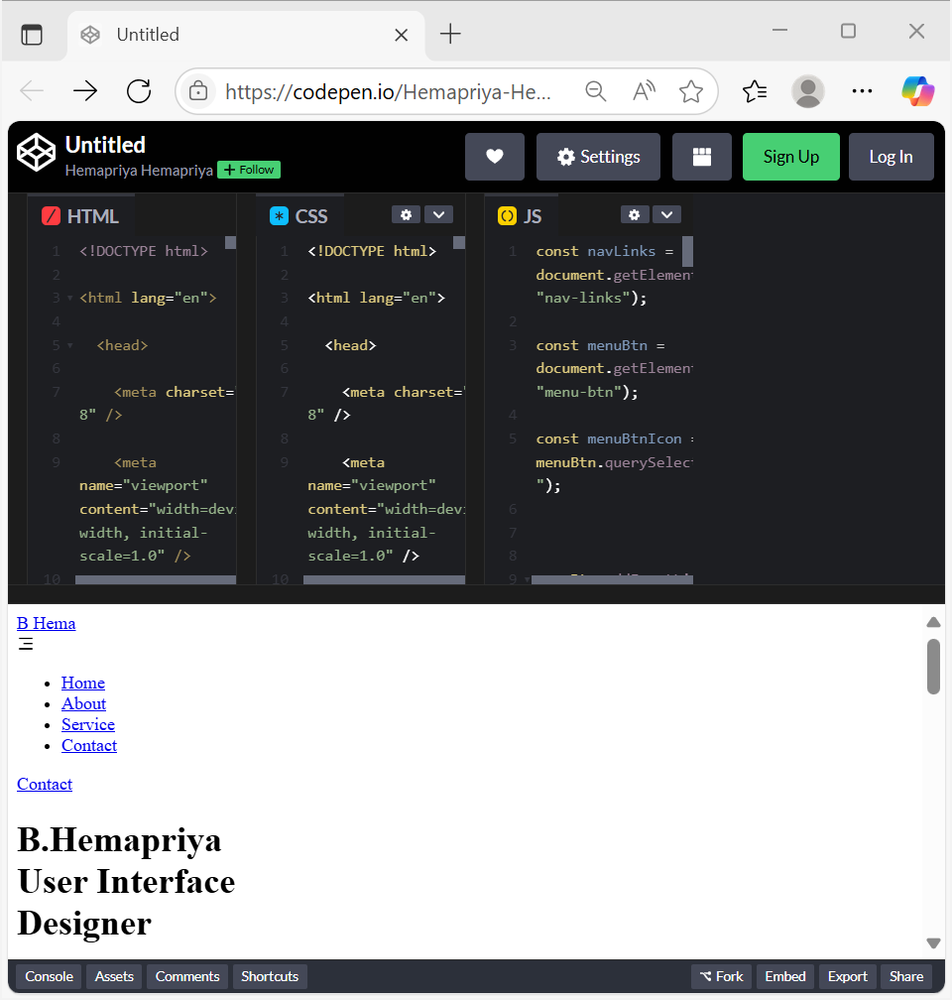 Untitled
https://codepen.io/Hemapriya-He...
Untitled
Hemapriya Hemapriya + Follow
Settings
Sign Up
Log In
HTML
1 <!DOCTYPE html>
2
3 <html lang="en">
4
5 <head>
6
7 <meta charset="
8" />
8
9 <meta
name="viewport"
content="width=devi
width, initial-
scale=1.0" />
10
CSS
1 <!DOCTYPE html>
2
3 <html lang="en">
4
5 <head>
6
7 <meta charset="
8" />
8
9 <meta
name="viewport"
content="width=dev
width, initial-
scale=1.0" />
10
JS
1 const navLinks =
document.getElemen
"nav-links");
2
3 const menuBtn =
document.getElemen
"menu-btn");
4
5 const menuBtnIcon =
menuBtn.querySelec
");
6
7
8
9
B Hema
Home
About
Service
Contact
Contact
B.Hemapriya
User Interface
Designer
Console
Assets
Comments
Shortcuts
Fork
Embed
Export
Share